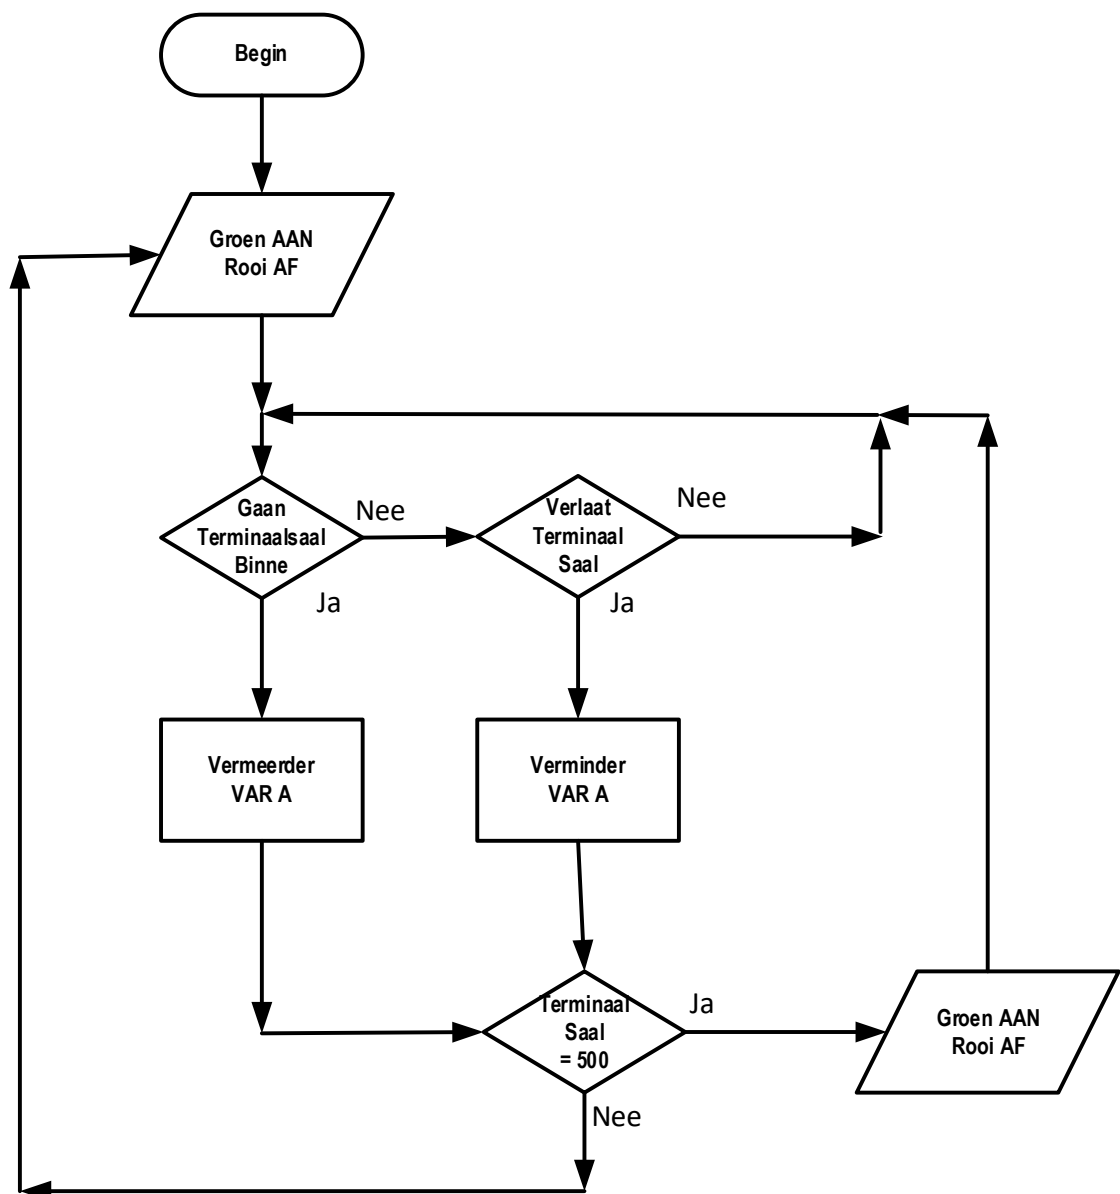 Begin
Groen AAN
Rooi AF
Gaan
Terminaalsaal
Binne
Nee
Ja
Verlaat
Terminaal
Saal
Nee
Ja
Vermeerder
VAR A
Verminder
VAR A
Terminaal
Saal
= 500
Ja
Nee
Groen AAN
Rooi AF